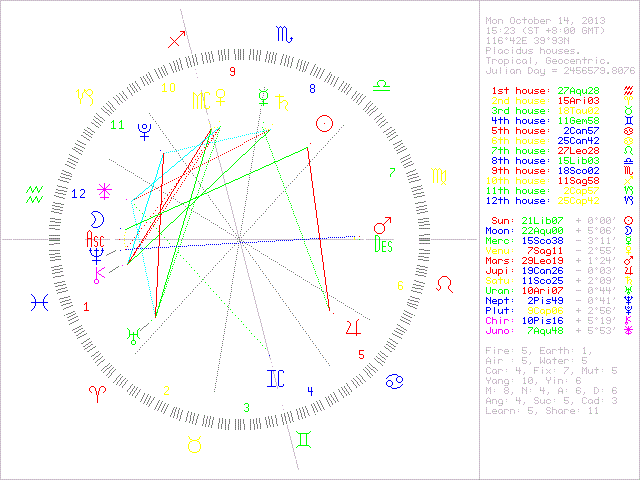 Mon October 14, 2013
15:23 (ST +8:00 GMT)
116°42E 39°93N
Placidus houses.
Tropical, Geocentric.
Julian Day = 2456579.8076
1st house: 27Aqu28
2nd house: 15Ari03
3rd house: 18Tau02
4th house: 11Gem58
5th house: 2Can57
6th house: 25Can42
7th house: 27Leo28
8th house: 15Lib03
9th house: 18Sco02
10th house: 11Sag58
11th house: 2Cap57
12th house: 25Cap42
Sun: 21Lib07 + 0°00'
Moon: 22Aqu00 + 5°06'
Merc: 15Sco38 - 3°11'
Venu: 7Sag11 - 2°55'
Mars: 29Leo19 + 1°24'
Jupi: 19Can26 - 0°03'
Satu: 11Sco25 + 2°09'
Uran: 10Ari07 - 0°44'
Nept: 2Pis49 - 0°41'
Plut: 9Cap08 + 2°56'
Chir: 10Pis16 + 5°19'
Juno: 7Aqu48 + 5°53'
Fire: 5, Earth: 1,
Air : 5, Water: 5
Car: 4, Fix: 7, Mut: 5
Yang: 10, Yin: 6
M: 8, N: 4, A: 6, D: 6
Ang: 4, Suc: 5, Cad: 3
Learn: 5, Share: 11
9
10
MC
8
11
7
12
Asc
Des
6
1
5
IC
2
4
3